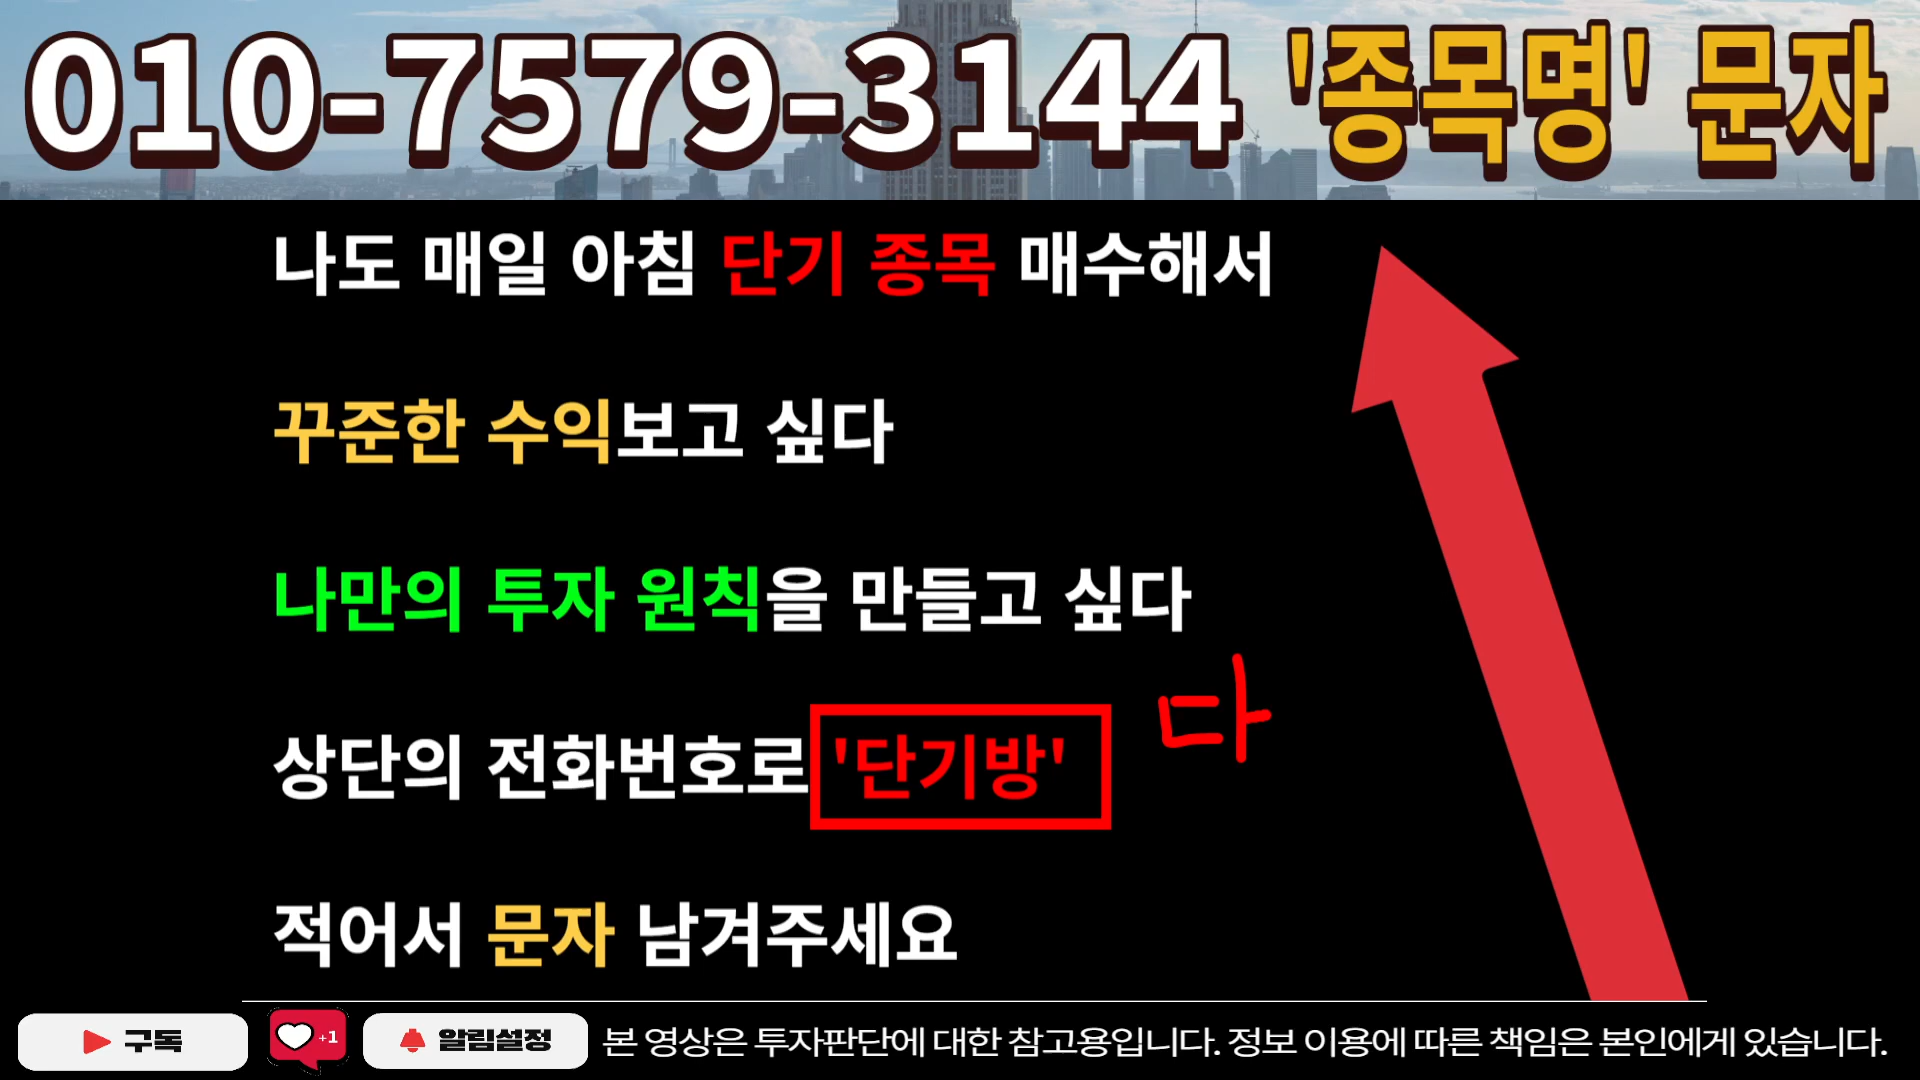 010-7579-3144 '종목명' 문자
나도 매일 아침 단기 종목 매수해서
꾸준한 수익보고 싶다
나만의 투자 원칙을 만들고 싶다
다
상단의 전화번호로 '단기방'
적어서 문자 남겨주세요
구독 +1 알림설정 본 영상은 투자판단에 대한 참고용입니다. 정보 이용에 따른 책임은 본인에게 있습니다.